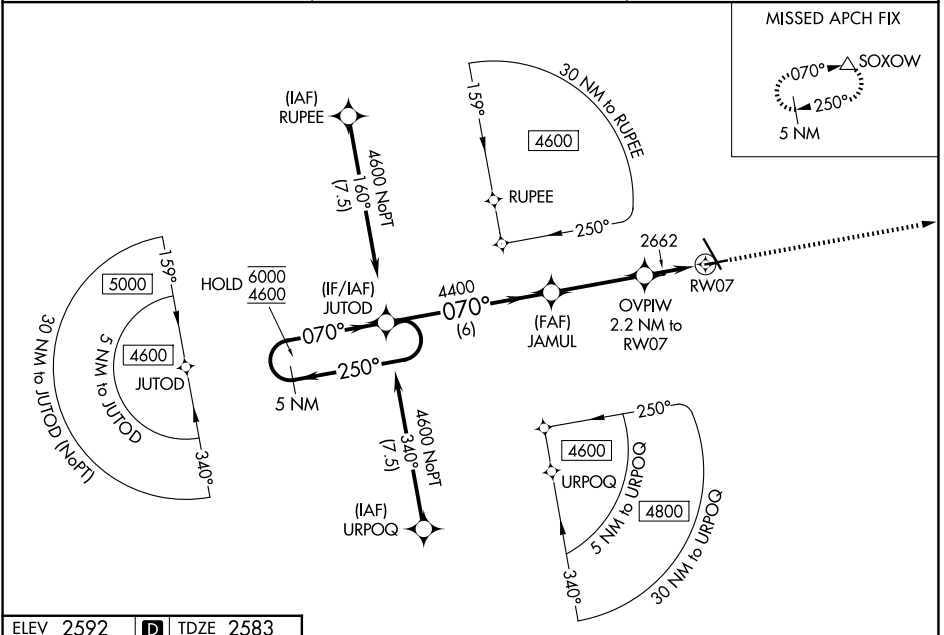 MISSED APCH FIX
070°
SOXOW
250°
5 NM
(IAF)
RUPEE
4600 NoPT
160°
(7.5)
159°
30 NM to RUPEE
4600
RUPEE
250°
159°
5000
4600
JUTOD
5 NM to JUTOD
30 NM to JUTOD (NoPT)
340°
HOLD 6000
4600
(IF/IAF)
JUTOD
070°
250°
5 NM
4400
070°
(6)
(FAF)
JAMUL
2662
OVPIW
2.2 NM to
RW07
RW07
4600 NoPT
340°
(7.5)
(IAF)
URPOQ
250°
4600
URPOQ
5 NM to URPOQ
4800
30 NM to URPOQ
340°
ELEV 2592 D TDZE 2583